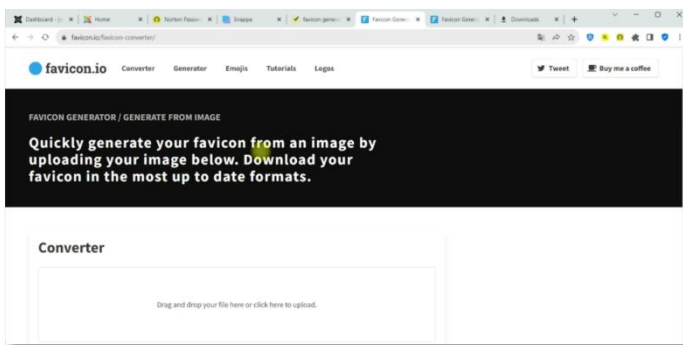 Dashboard
Home
Norton
Snappa
favicon gener
Favicon Gener
Favicon Gener
Downloads
favicon.io/favicon-converter/
favicon.io
Converter
Generator
Emojis
Tutorials
Logos
Tweet
Buy me a coffee
FAVICON GENERATOR / GENERATE FROM IMAGE
Quickly generate your favicon from an image by
uploading your image below. Download your
favicon in the most up to date formats.
Converter
Drag and drop your file here or click here to upload.